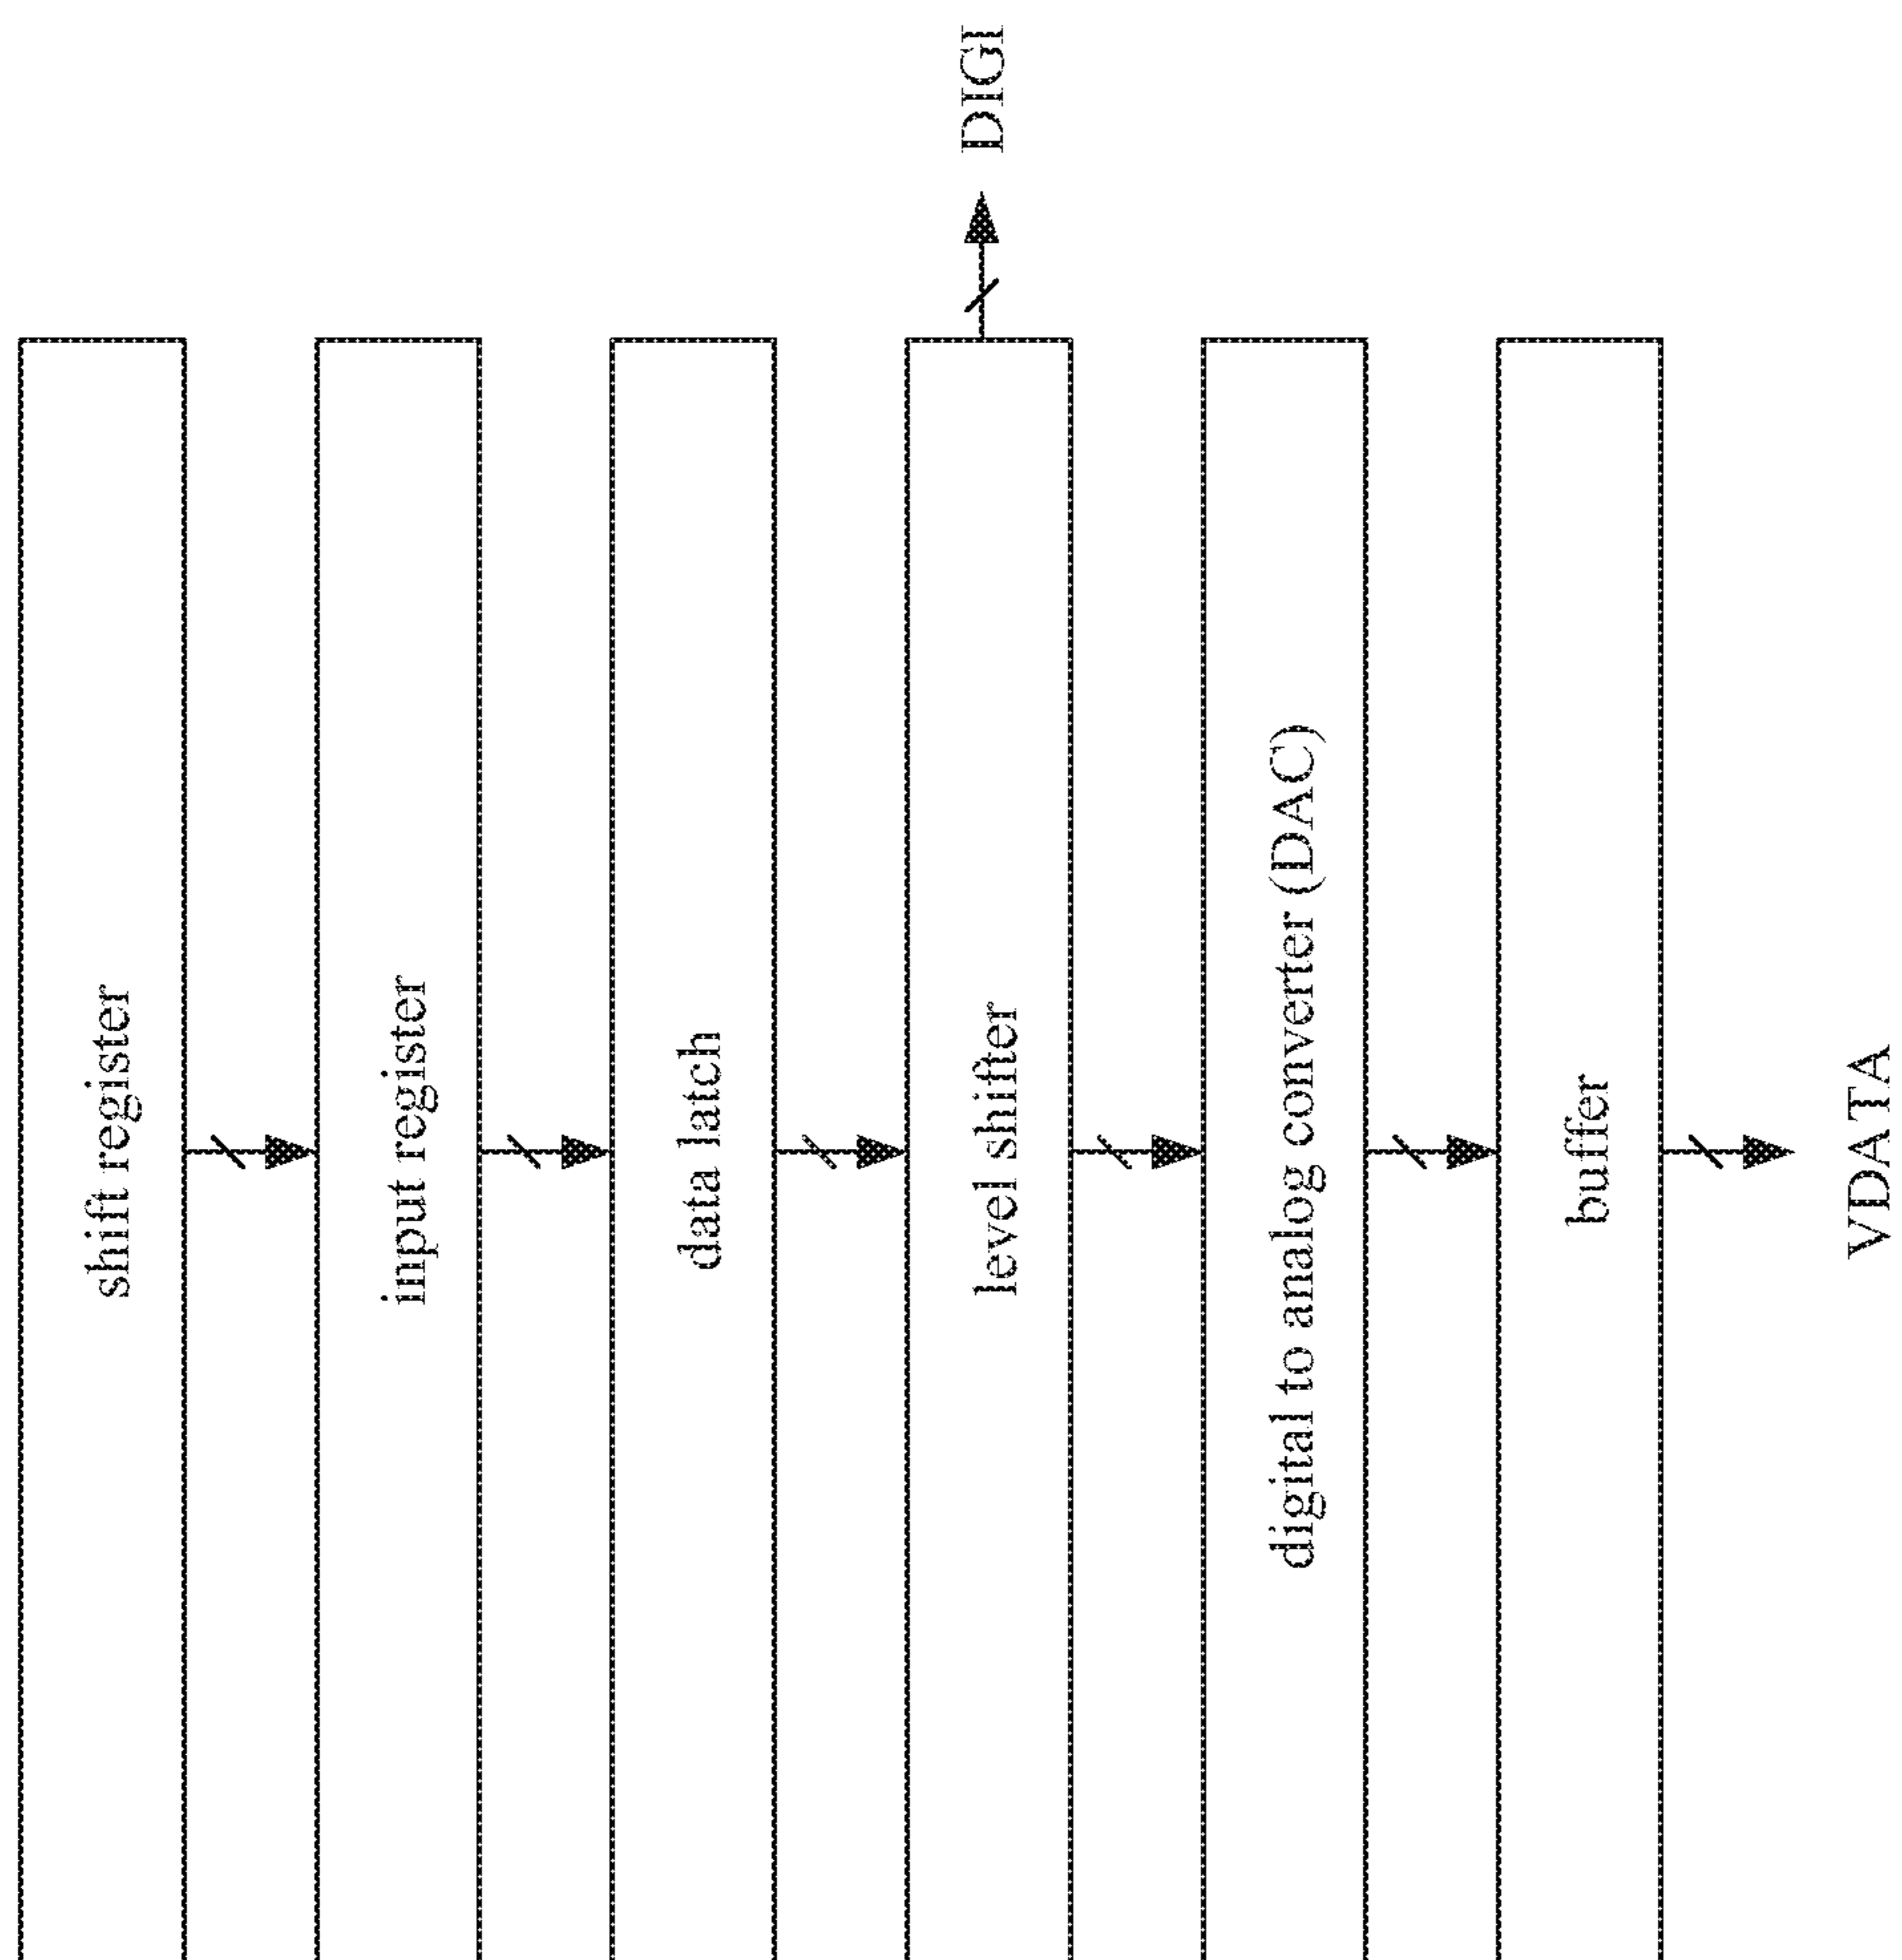 shift register
input register
data latch
level shifter
DIGI
digital to analog converter (DAC)
buffer
VDATA